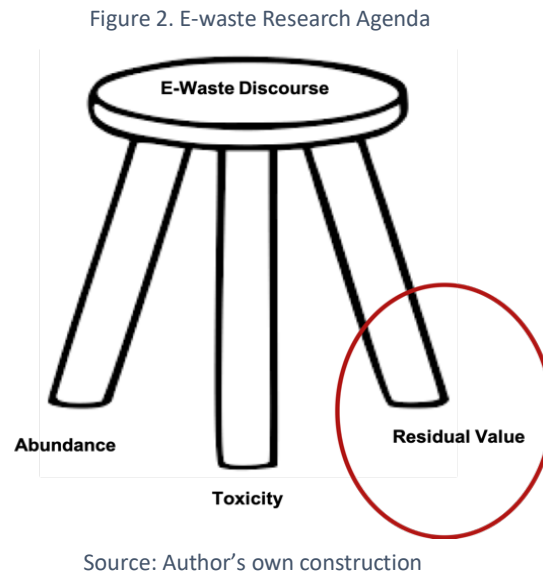 Figure 2. E-waste Research Agenda
E-Waste Discourse
Abundance
Residual Value
Toxicity
Source: Author's own construction